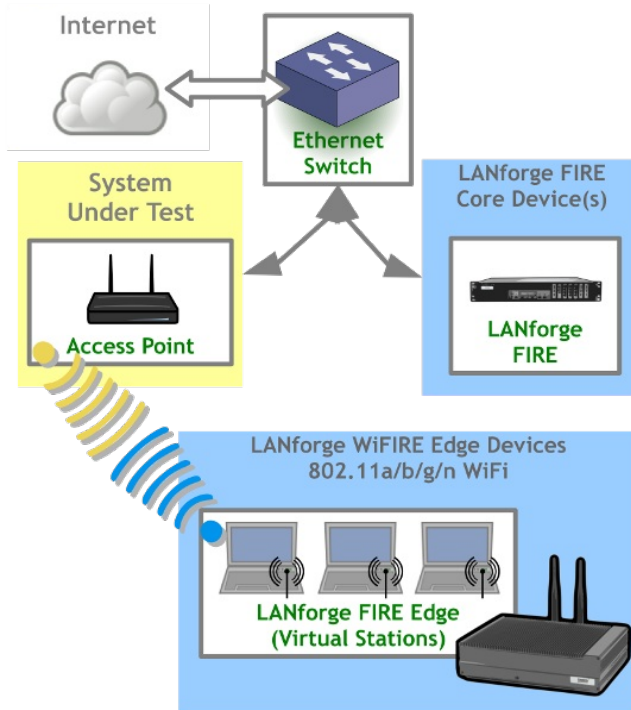 Internet
Ethernet
Switch
System
Under Test
LANforge FIRE
Core Device(s)
Access Point
LANforge
FIRE
LANforge WiFIRE Edge Devices
802.11a/b/g/n WiFi
LANforge FIRE Edge
(Virtual Stations)